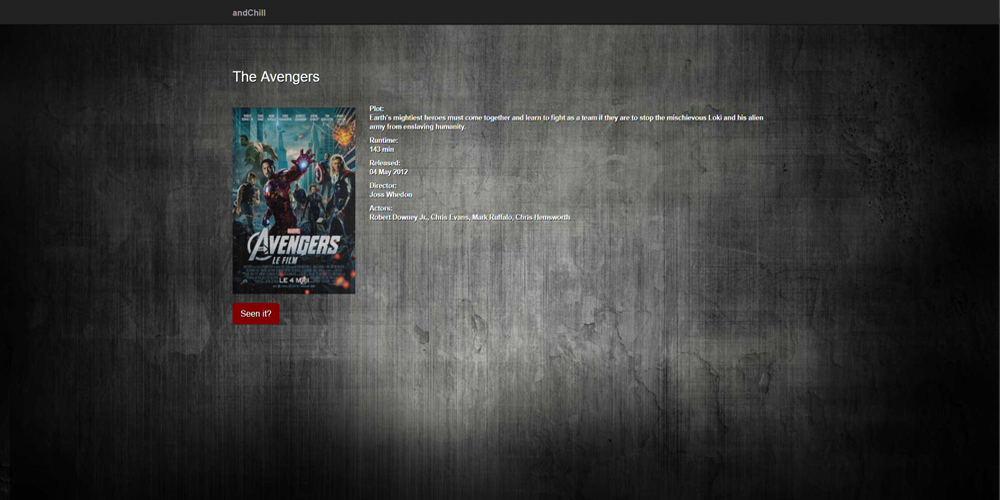 andChill
The Avengers
Plot:
Earth's mightiest heroes must come together and learn to fight as a team if they are to stop the mischievous Loki and his alien
army from enslaving humanity.
Runtime:
143 min
Released:
04 May 2012
Director:
Joss Whedon
Actors:
Robert Downey Jr., Chris Evans, Mark Ruffalo, Chris Hemsworth
MARVEL
AVENGERS
LE FILM
LE 4 MAI
Seen it?